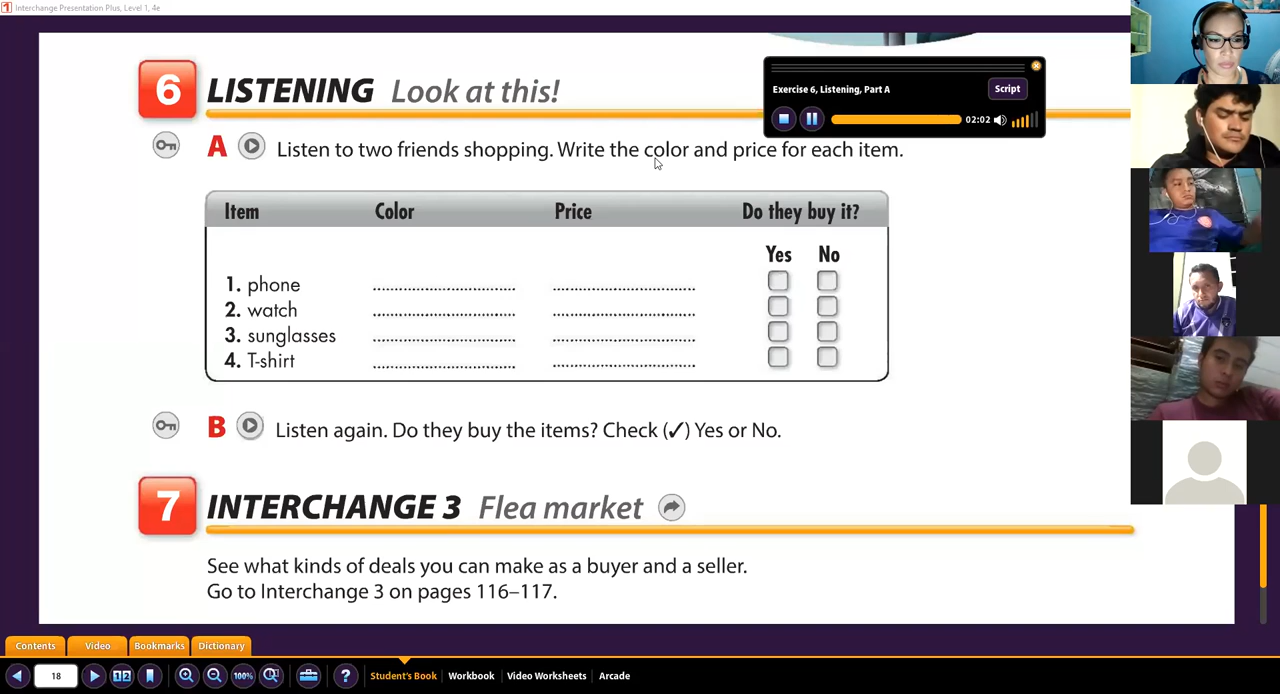 Interchange Presentation Plus, Level 1, 4e
6 LISTENING Look at this!
Exercise 6, Listening, Part A
Script
02:02
A Listen to two friends shopping. Write the color and price for each item.
Item Color Price Do they buy it?
Yes No
1. phone
2. watch
3. sunglasses
4. T-shirt
B Listen again. Do they buy the items? Check (✓) Yes or No.
7 INTERCHANGE 3 Flea market
See what kinds of deals you can make as a buyer and a seller.
Go to Interchange 3 on pages 116–117.
Contents Video Bookmarks Dictionary
18 1 2 100% ? Student's Book Workbook Video Worksheets Arcade